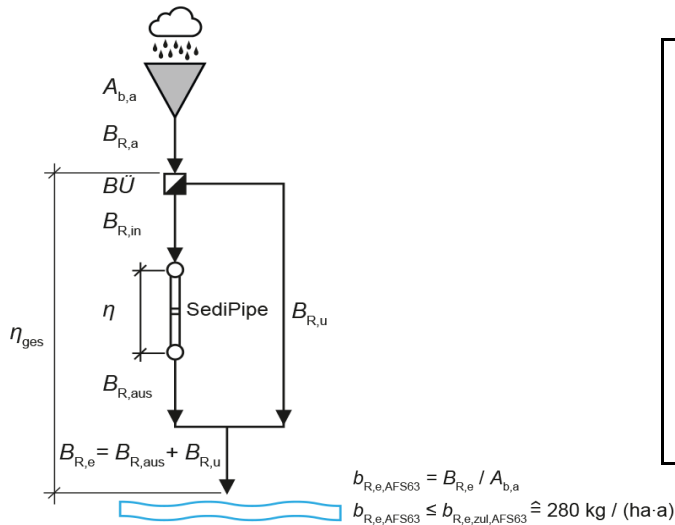 A_b,a
B_R,a
BÜ
B_R,in
η
SediPipe
B_R,u
η_ges
B_R,aus
B_R,e = B_R,aus + B_R,u
b_R,e,AFS63 = B_R,e / A_b,a
b_R,e,AFS63 ≤ b_R,e,zul,AFS63 ≙ 280 kg / (ha·a)